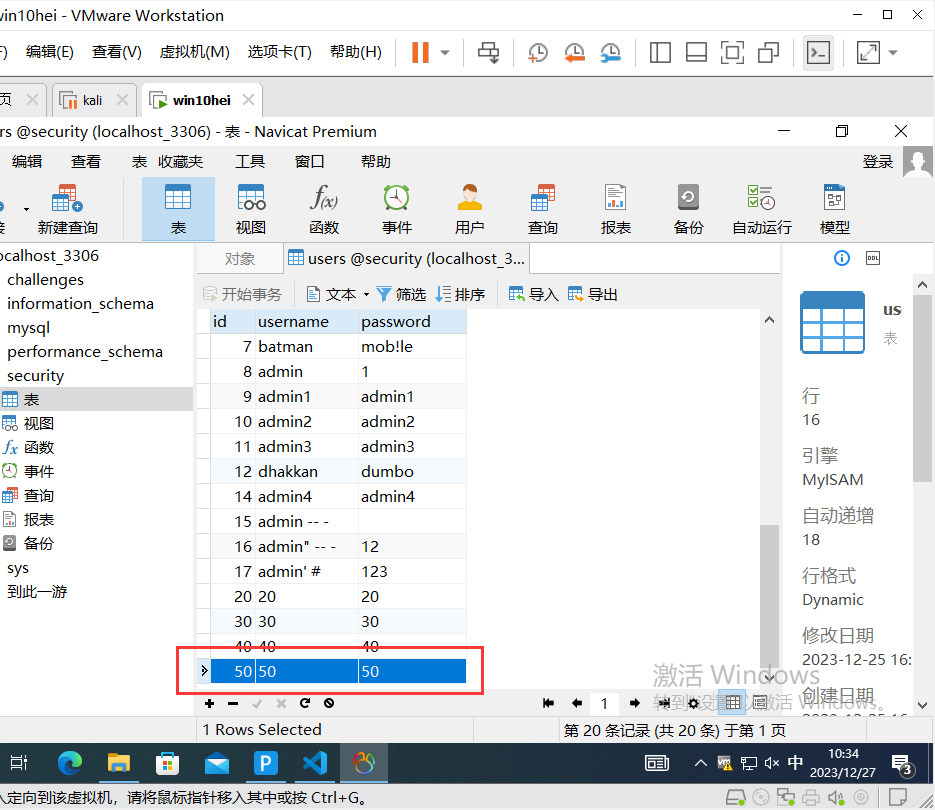 win10hei - VMware Workstation
F) 编辑(E) 查看(V) 虚拟机(M) 选项卡(T) 帮助(H)
页 kali win10hei
rs @security (localhost_3306) - 表 - Navicat Premium
编辑 查看 表 收藏夹 工具 窗口 帮助 登录
接 新建查询 表 视图 函数 事件 用户 查询 报表 备份 自动运行 模型
ocalhost_3306
challenges
information_schema
mysql
performance_schema
security
表
视图
函数
事件
查询
报表
备份
sys
到此一游
对象 users @security (localhost_3...
开始事务 文本 筛选 排序 导入 导出
id username password
7 batman mob!le
8 admin 1
9 admin1 admin1
10 admin2 admin2
11 admin3 admin3
12 dhakkan dumbo
14 admin4 admin4
15 admin -- -
16 admin" -- - 12
17 admin' # 123
20 20 20
30 30 30
40 40 40
50 50 50
1
DDL
us
表
行
16
引擎
MyISAM
自动递增
18
行格式
Dynamic
修改日期
2023-12-25 16:
创建日期
激活 Windows
转到"设置"以激活 Windows。
1 Rows Selected 第 20 条记录 (共 20 条) 于第 1 页
中 10:34
2023/12/27
3
入定向到该虚拟机，请将鼠标指针移入其中或按 Ctrl+G。